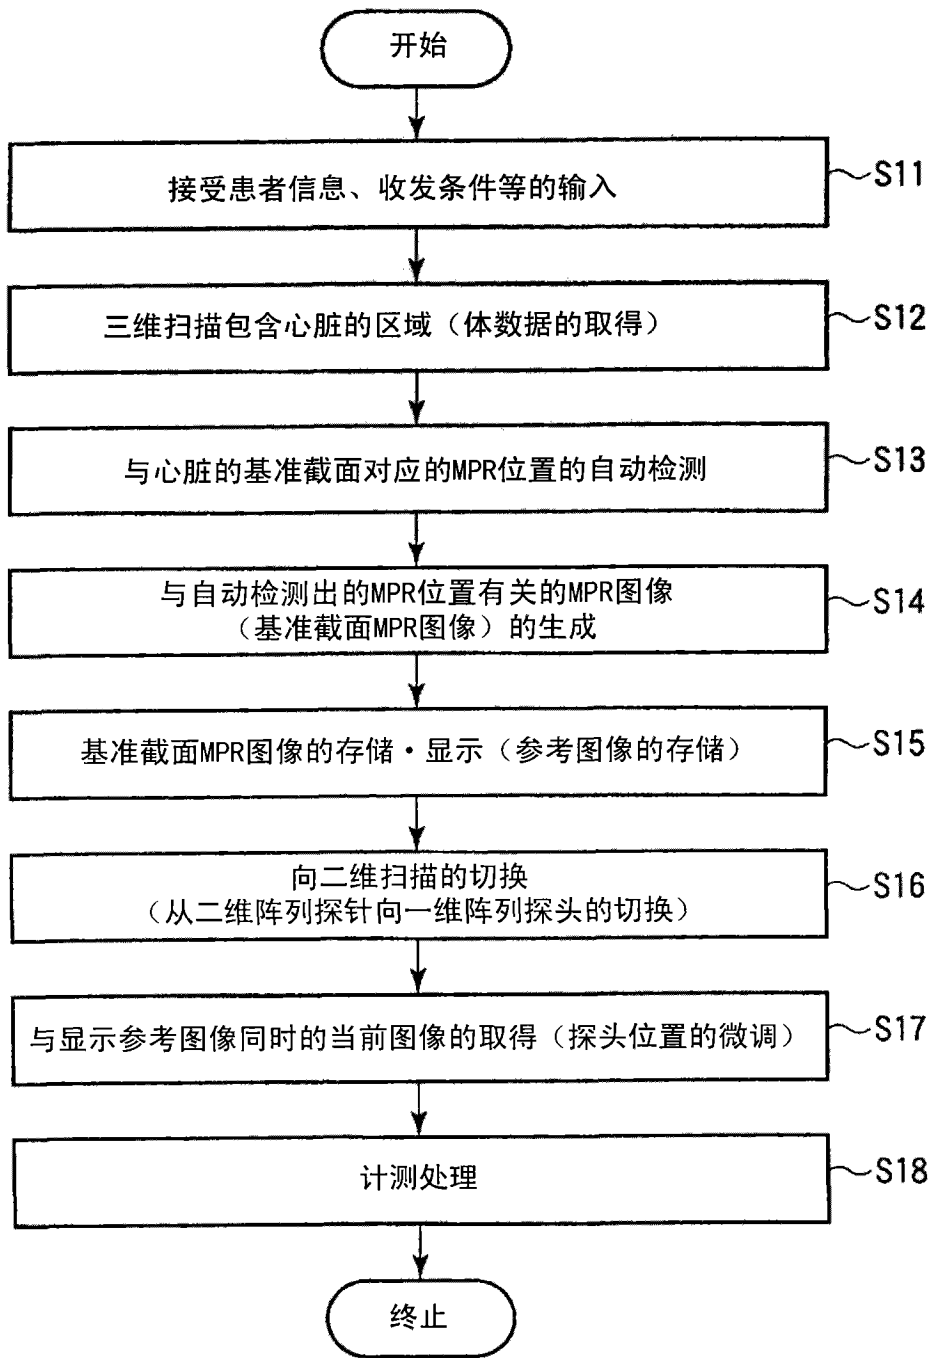 开始
接受患者信息、收发条件等的输入
S11
三维扫描包含心脏的区域（体数据的取得）
S12
与心脏的基准截面对应的MPR位置的自动检测
S13
与自动检测出的MPR位置有关的MPR图像
（基准截面MPR图像）的生成
S14
基准截面MPR图像的存储·显示（参考图像的存储）
S15
向二维扫描的切换
（从二维阵列探针向一维阵列探头的切换）
S16
与显示参考图像同时的当前图像的取得（探头位置的微调）
S17
计测处理
S18
终止